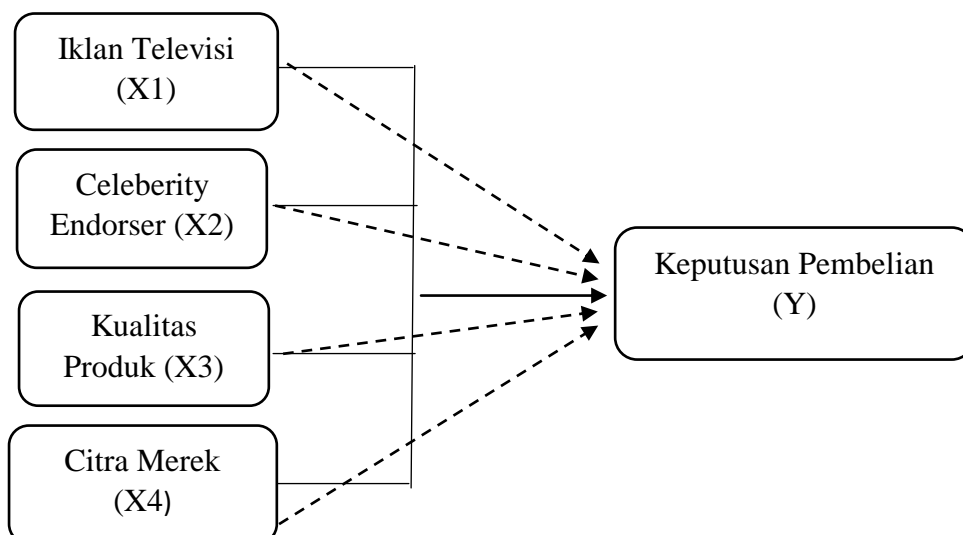 Iklan Televisi
(X1)
Celeberity
Endorser (X2)
Kualitas
Produk (X3)
Citra Merek
(X4)
Keputusan Pembelian
(Y)